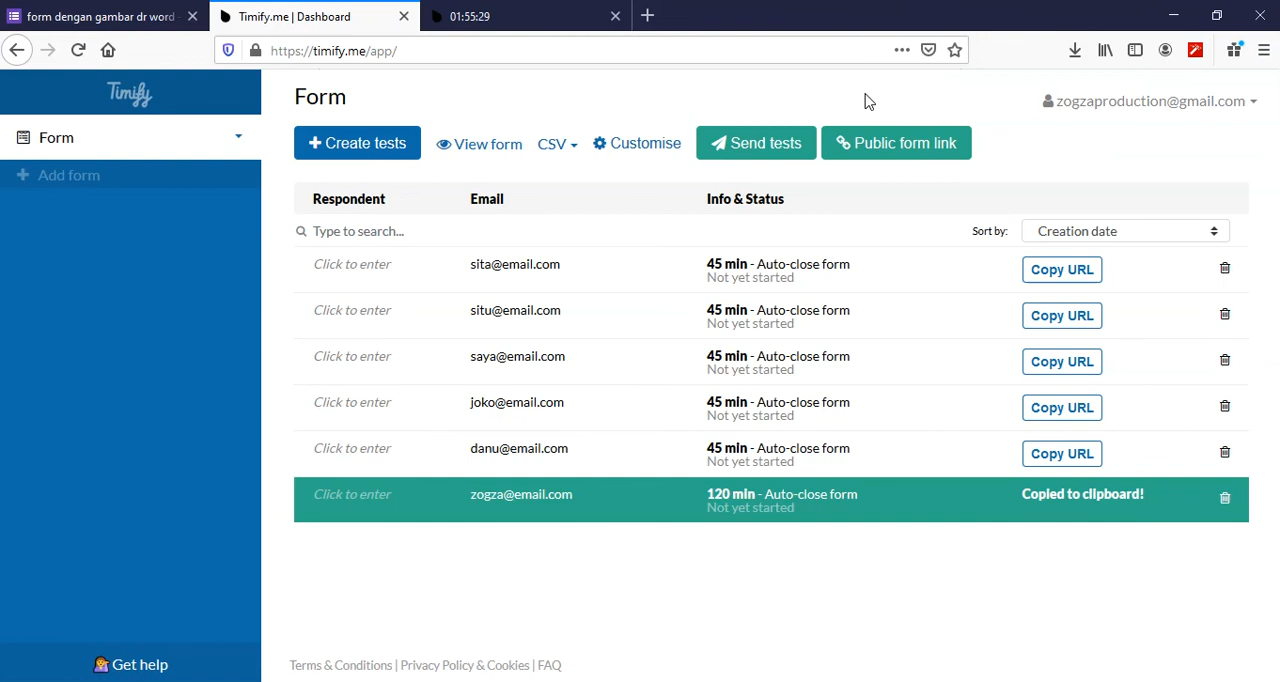 form dengan gambar dr word
Timify.me | Dashboard
01:55:29
https://timify.me/app/
Timify
Form
zogzaproduction@gmail.com
Form
Create tests
View form
CSV
Customise
Send tests
Public form link
Add form
Respondent Email Info & Status
Type to search...
Sort by: Creation date
Click to enter sita@email.com 45 min - Auto-close form Copy URL
Not yet started
Click to enter situ@email.com 45 min - Auto-close form Copy URL
Not yet started
Click to enter saya@email.com 45 min - Auto-close form Copy URL
Not yet started
Click to enter joko@email.com 45 min - Auto-close form Copy URL
Not yet started
Click to enter danu@email.com 45 min - Auto-close form Copy URL
Not yet started
Click to enter zogza@email.com 120 min - Auto-close form Copied to clipboard!
Not yet started
Get help
Terms & Conditions | Privacy Policy & Cookies | FAQ